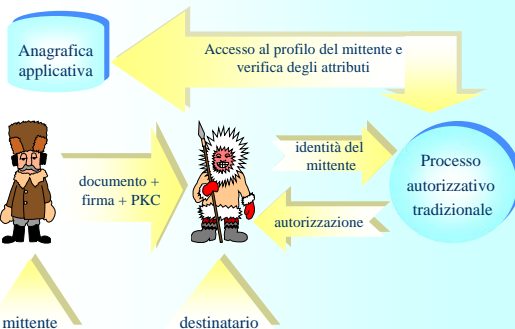 Anagrafica
applicativa
Accesso al profilo del mittente e
verifica degli attributi
documento +
firma + PKC
identità del
mittente
autorizzazione
Processo
autorizzativo
tradizionale
mittente
destinatario